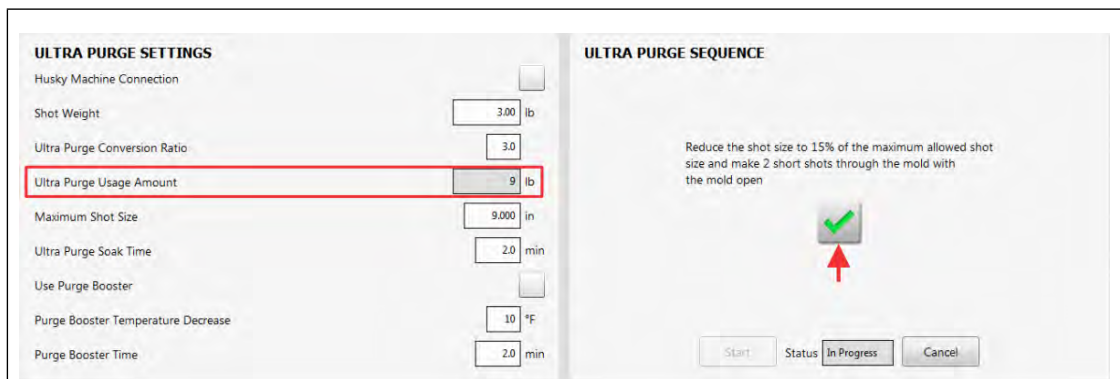 ULTRA PURGE SETTINGS
Husky Machine Connection
Shot Weight 3.00 lb
Ultra Purge Conversion Ratio 3.0
Ultra Purge Usage Amount 9 lb
Maximum Shot Size 9.000 in
Ultra Purge Soak Time 2.0 min
Use Purge Booster
Purge Booster Temperature Decrease 10 °F
Purge Booster Time 2.0 min
ULTRA PURGE SEQUENCE
Reduce the shot size to 15% of the maximum allowed shot
size and make 2 short shots through the mold with
the mold open
Start Status In Progress Cancel